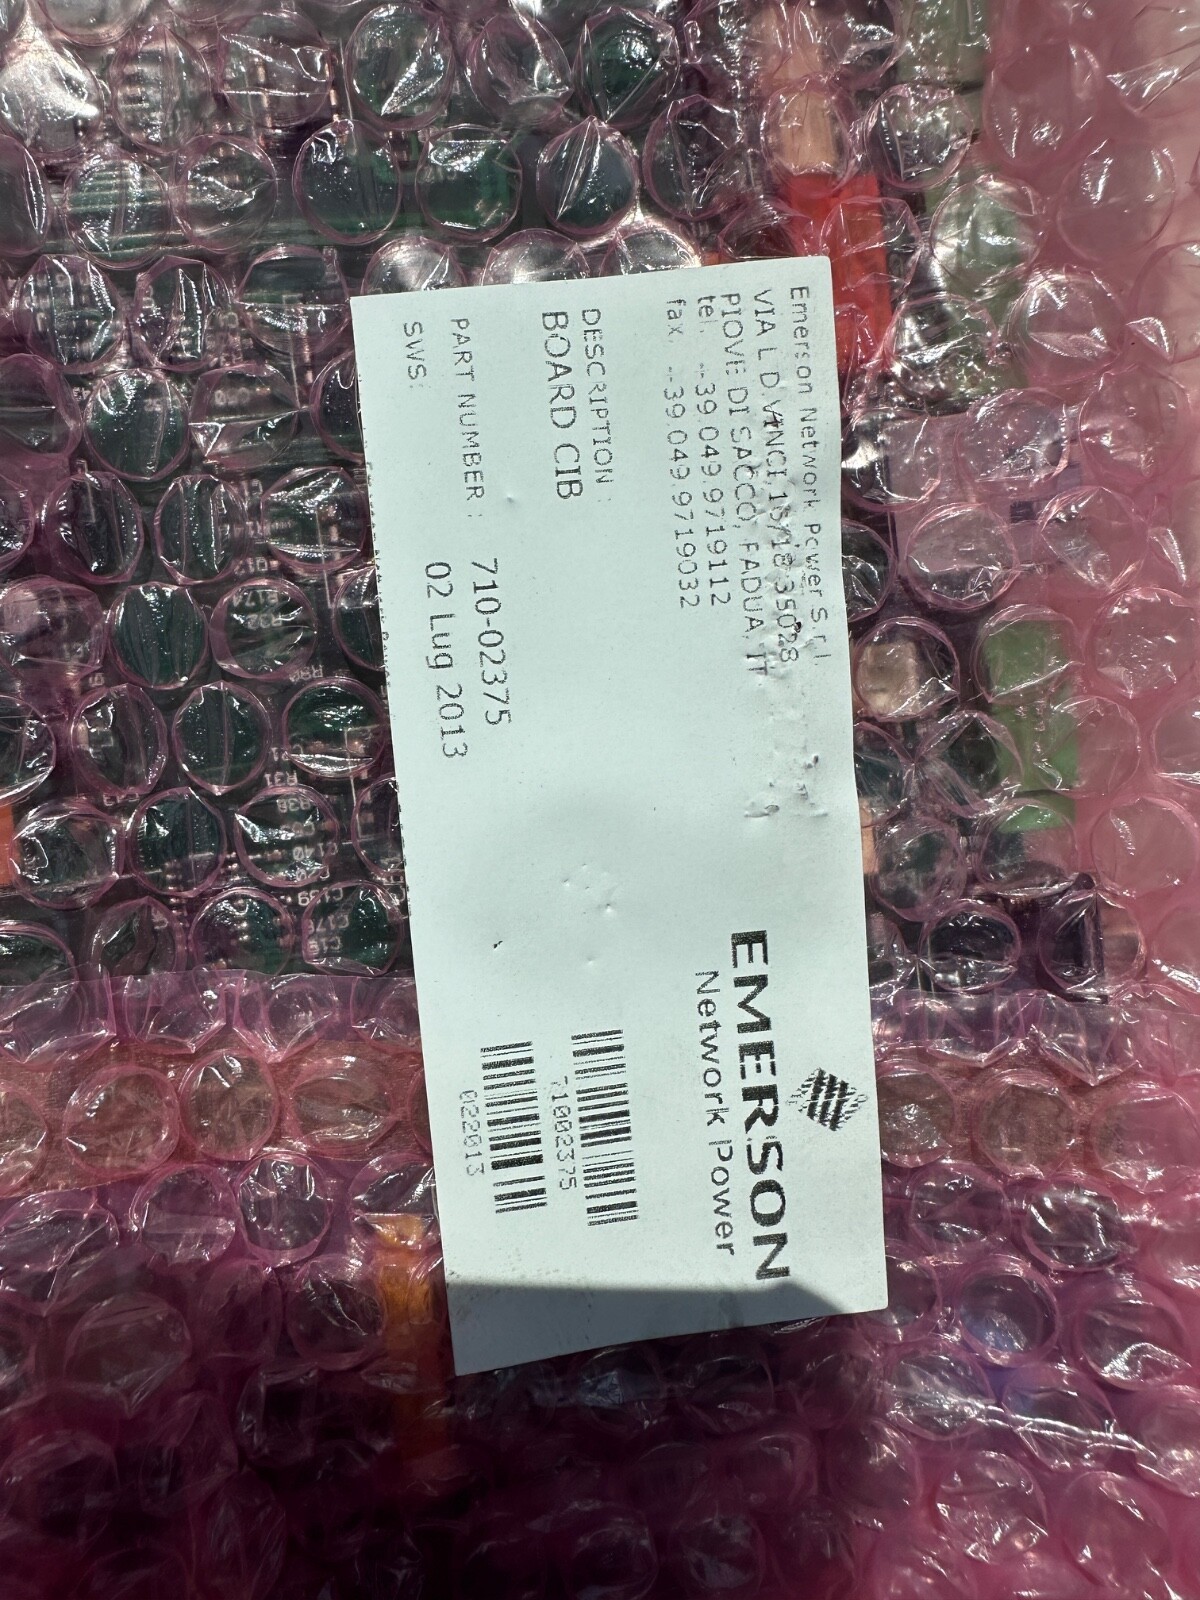 Emerson Network Power S.r.l
VIA L.D.VINCI, 16/18 35028
PIOVE DI SACCO, PADUA, IT
tel. --39.049.9719112
fax. --39.049.9719032
EMERSON
Network Power
DESCRIPTION :
BOARD CIB
71002375
PART NUMBER : 710-02375
022013
SWS: 02 Lug 2013